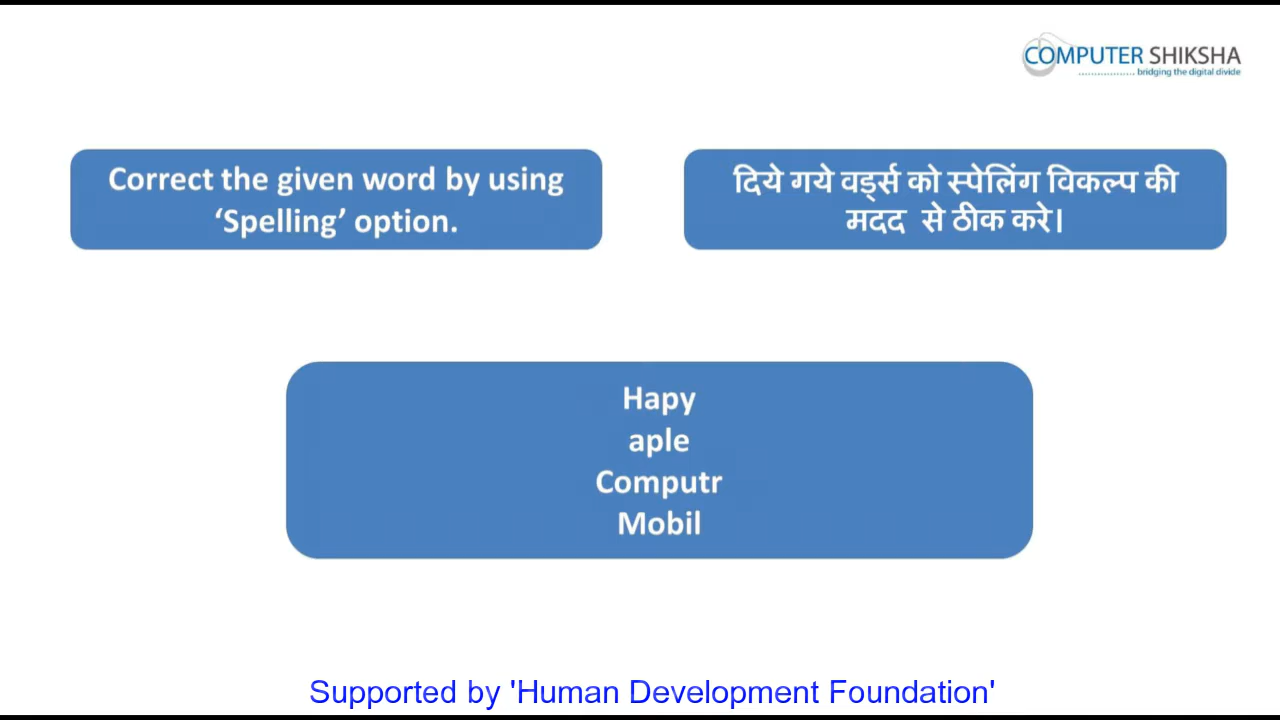 COMPUTER SHIKSHA
bridging the digital divide
Correct the given word by using
‘Spelling’ option.
दिये गये वर्ड्स को स्पेलिंग विकल्प की
मदद से ठीक करे।
Hapy
aple
Computr
Mobil
Supported by 'Human Development Foundation'